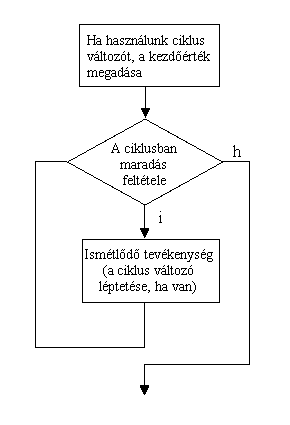 Ha használunk ciklus
változót, a kezdőérték
megadása
A ciklusban
maradás
feltétele
h
i
Ismétlődő tevékenység
(a ciklus változó
léptetése, ha van)